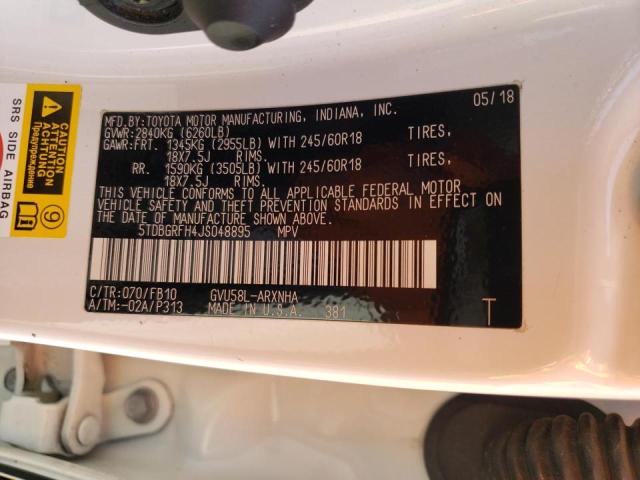 SRS SIDE AIRBAG
ATTENTION
ACHTUNG
CAUTION
9
MFD.BY:TOYOTA MOTOR MANUFACTURING, INDIANA, INC. 05/18
GVWR:2840KG (6260LB)
GAWR:FRT. 1345KG (2955LB) WITH 245/60R18 TIRES,
18X7.5J RIMS.
RR. 1590KG (3505LB) WITH 245/60R18 TIRES,
18X7.5J RIMS.
THIS VEHICLE CONFORMS TO ALL APPLICABLE FEDERAL MOTOR
VEHICLE SAFETY AND THEFT PREVENTION STANDARDS IN EFFECT ON
THE DATE OF MANUFACTURE SHOWN ABOVE.
5TDBGRFH4JS048895 MPV
C/TR:070/FB10 GVU58L-ARXNHA
A/TM:-02A/P313 MADE IN U.S.A. 381 T